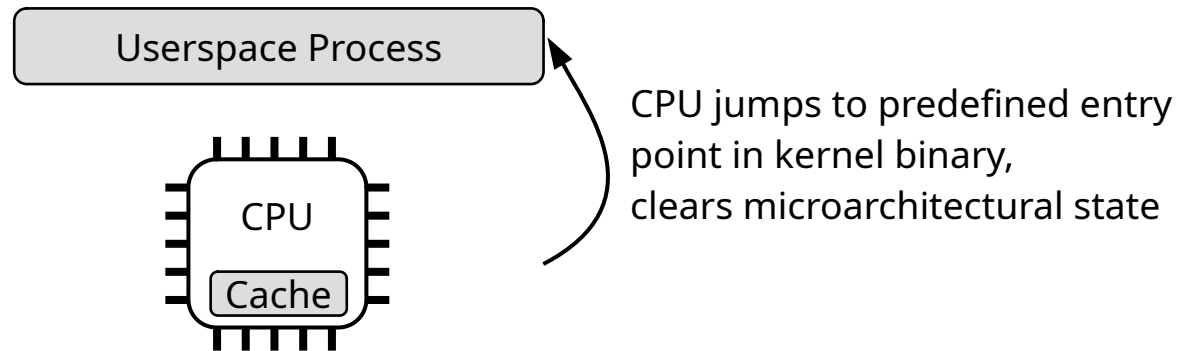 Userspace Process
CPU jumps to predefined entry
point in kernel binary,
clears microarchitectural state
CPU
Cache